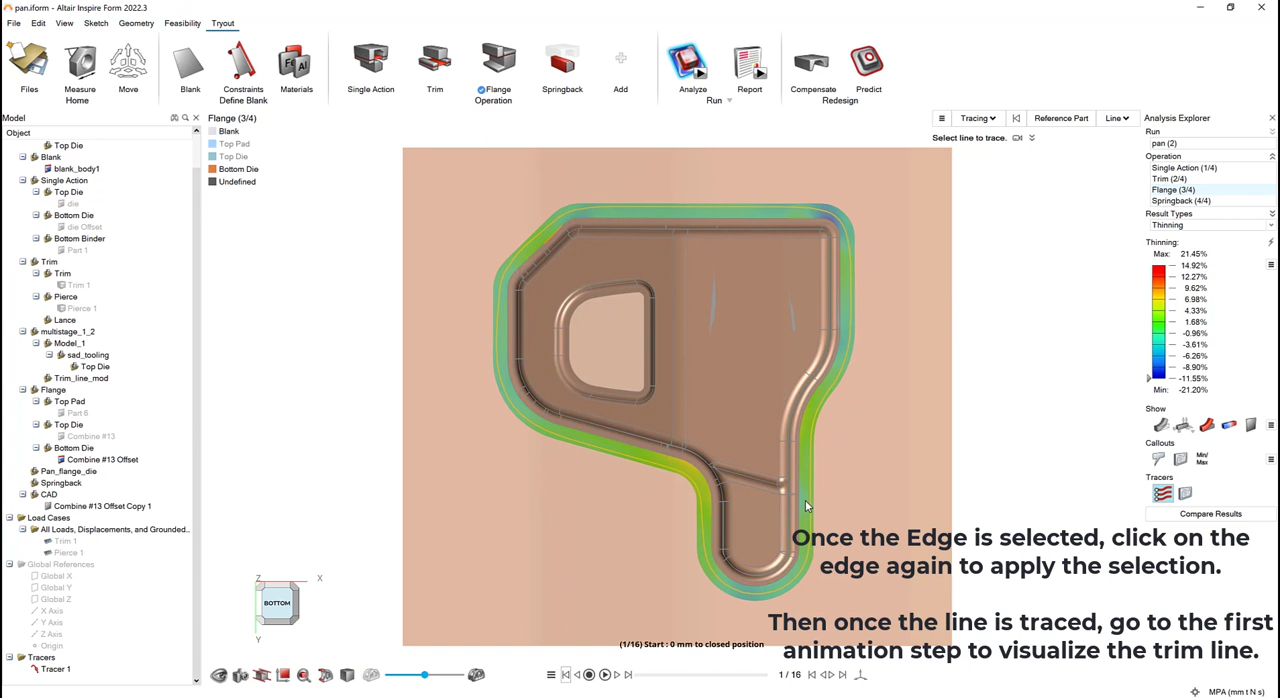 pan.iform - Altair Inspire Form 2022.3
File Edit View Sketch Geometry Feasibility Tryout
Files Measure Move Blank Constraints Materials Single Action Trim Flange Springback Add Analyze Report Compensate Predict
Home Define Blank Operation Run Redesign
Model
Object
Top Die
Blank
blank_body1
Single Action
Top Die
die
Bottom Die
die Offset
Bottom Binder
Part 1
Trim
Trim
Trim 1
Pierce
Pierce 1
Lance
multistage_1_2
Model_1
sad_tooling
Top Die
Trim_line_mod
Flange
Top Pad
Part 6
Top Die
Combine #13
Bottom Die
Combine #13 Offset
Pan_flange_die
Springback
CAD
Combine #13 Offset Copy 1
Load Cases
All Loads, Displacements, and Grounded..
Trim 1
Pierce 1
Global References
Global X
Global Y
Global Z
X Axis
Y Axis
Z Axis
Origin
Tracers
Tracer 1
Flange (3/4)
Blank
Top Pad
Top Die
Bottom Die
Undefined
Tracing Reference Part Line
Select line to trace.
Z X
BOTTOM
Y
(1/16) Start : 0 mm to closed position
Once the Edge is selected, click on the
edge again to apply the selection.
Then once the line is traced, go to the first
animation step to visualize the trim line.
1 / 16
Analysis Explorer
Run
pan (2)
Operation
Single Action (1/4)
Trim (2/4)
Flange (3/4)
Springback (4/4)
Result Types
Thinning
Thinning:
Max: 21.45%
14.92%
12.27%
9.62%
6.98%
4.33%
1.68%
-0.96%
-3.61%
-6.26%
-8.90%
-11.55%
Min: -21.20%
Show
Callouts
Min/
Max
Tracers
Compare Results
MPA (mm t N s)